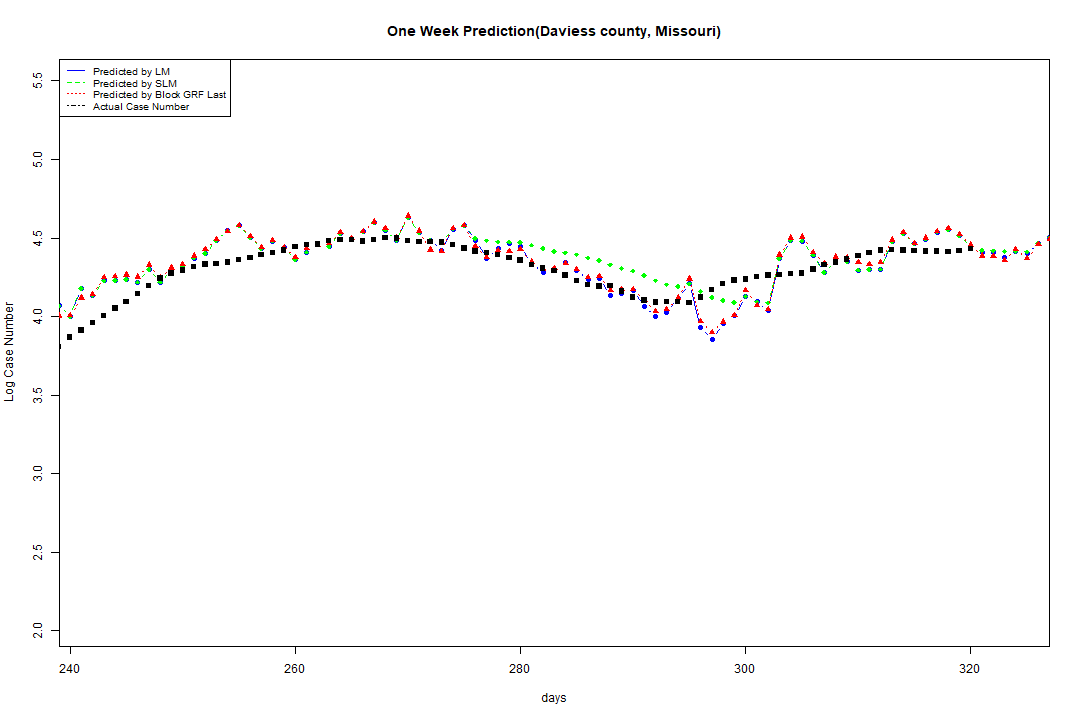 One Week Prediction(Daviess county, Missouri)
Predicted by LM
Predicted by SLM
Predicted by Block GRF Last
Actual Case Number
Log Case Number
5.5
5.0
4.5
4.0
3.5
3.0
2.5
2.0
240 260 280 300 320
days